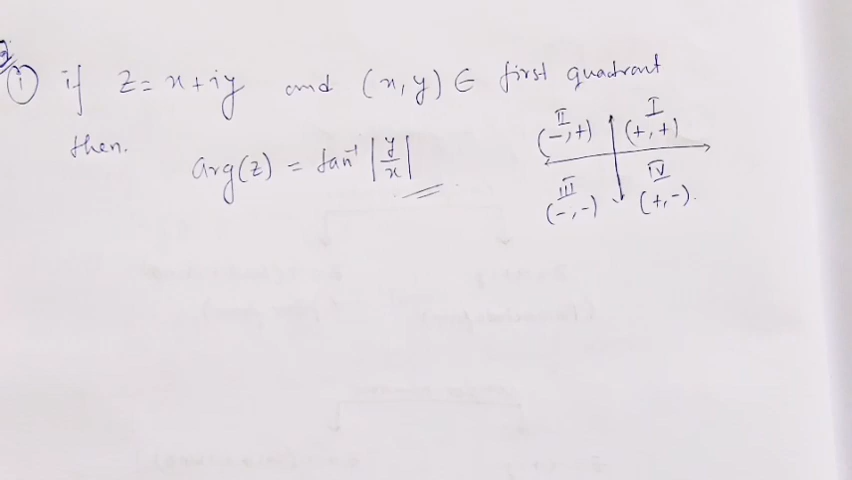 ① if z = x + iy and (x, y) ∈ first quadrant
then.
arg(z) = tan⁻¹ |y/x|
II I
(-,+) (+,+)
III IV
(-,-) (+,-).